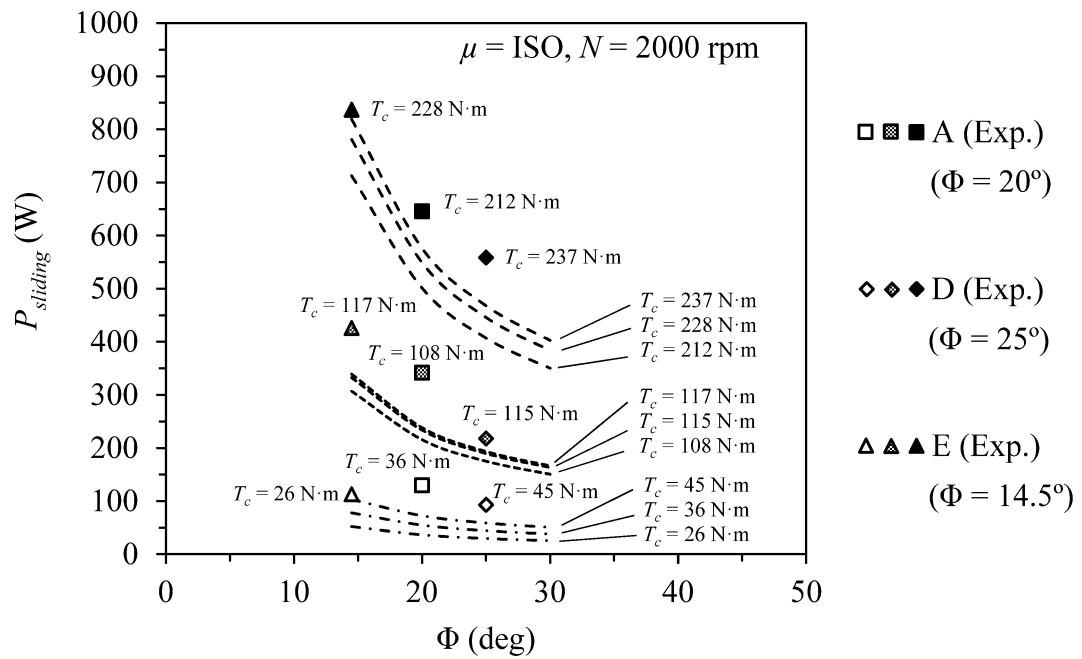 1000
900
800
700
600
500
400
300
200
100
0
P_sliding (W)
μ = ISO, N = 2000 rpm
T_c = 228 N·m
T_c = 212 N·m
T_c = 237 N·m
T_c = 117 N·m
T_c = 108 N·m
T_c = 115 N·m
T_c = 36 N·m
T_c = 26 N·m
T_c = 45 N·m
T_c = 237 N·m
T_c = 228 N·m
T_c = 212 N·m
T_c = 117 N·m
T_c = 115 N·m
T_c = 108 N·m
T_c = 45 N·m
T_c = 36 N·m
T_c = 26 N·m
0 10 20 30 40 50
Φ (deg)
A (Exp.)
(Φ = 20º)
D (Exp.)
(Φ = 25º)
E (Exp.)
(Φ = 14.5º)